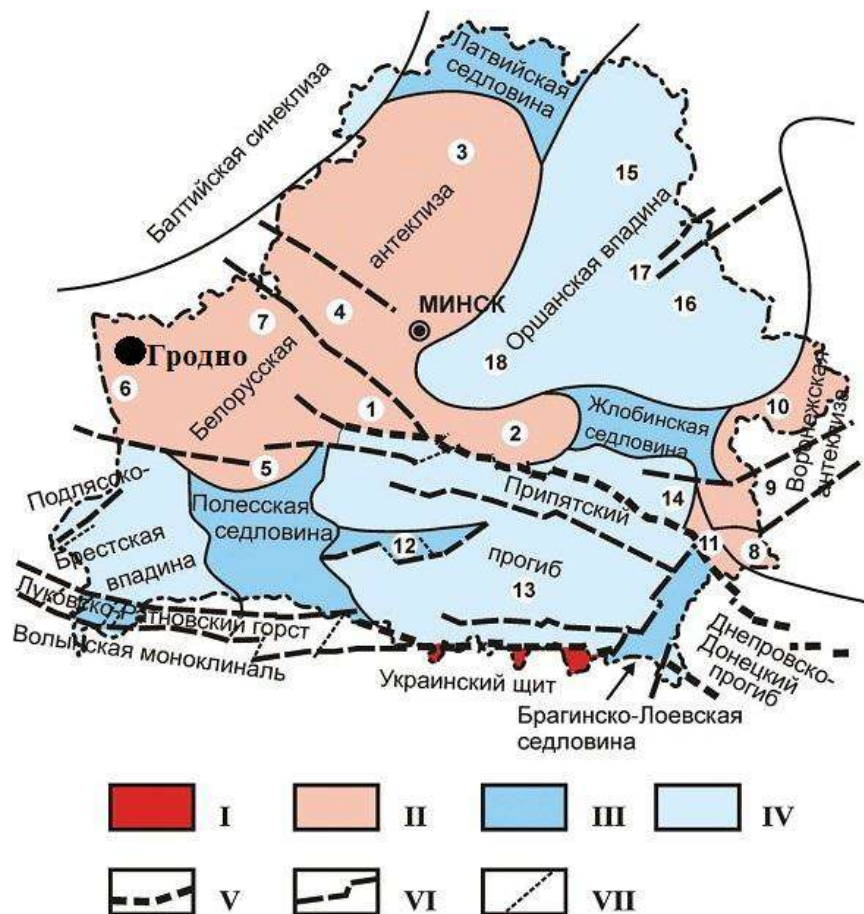 Латвийская
седловина
Балтийская синеклиза
3
15
антеклиза
Оршанская впадина
17
16
МИНСК
4
7
Гродно
6
18
Белорусская
1
2
Жлобинская
седловина
10
Воронежская
антеклиза
9
5
Подлясско-
Брестская
впадина
Полесская
седловина
Припятский
прогиб
14
11
8
12
13
Луковско-Ратновский горст
Волынская моноклиналь
Украинский щит
Днепровско-
Донецкий
прогиб
Брагинско-Лоевская
седловина
I
II
III
IV
V
VI
VII